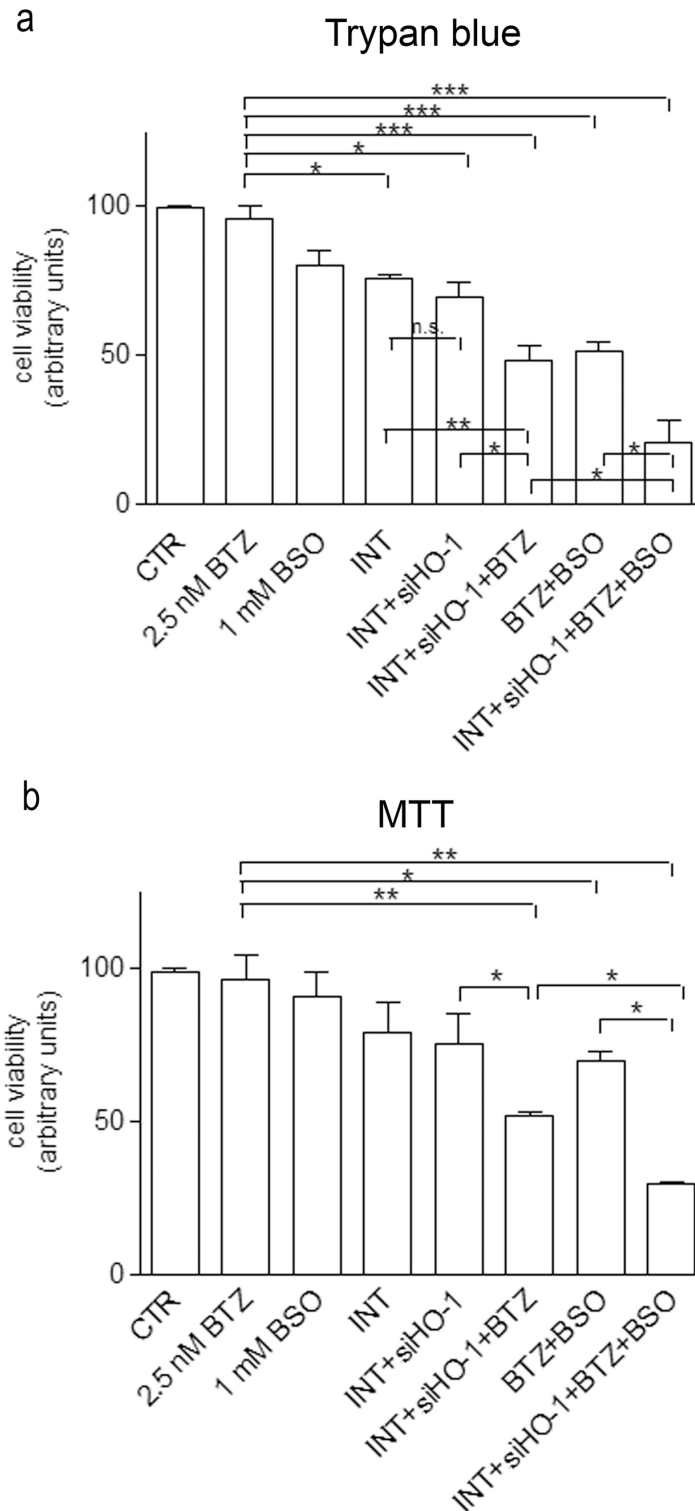 a
Trypan blue
***
***
***
*
*
100
50
0
cell viability
(arbitrary units)
n.s.
**
*
*
*
CTR
2.5 nM BTZ
1 mM BSO
INT
INT+siHO-1
INT+siHO-1+BTZ
BTZ+BSO
INT+siHO-1+BTZ+BSO
b
MTT
**
*
**
*
*
*
100
50
0
cell viability
(arbitrary units)
CTR
2.5 nM BTZ
1 mM BSO
INT
INT+siHO-1
INT+siHO-1+BTZ
BTZ+BSO
INT+siHO-1+BTZ+BSO